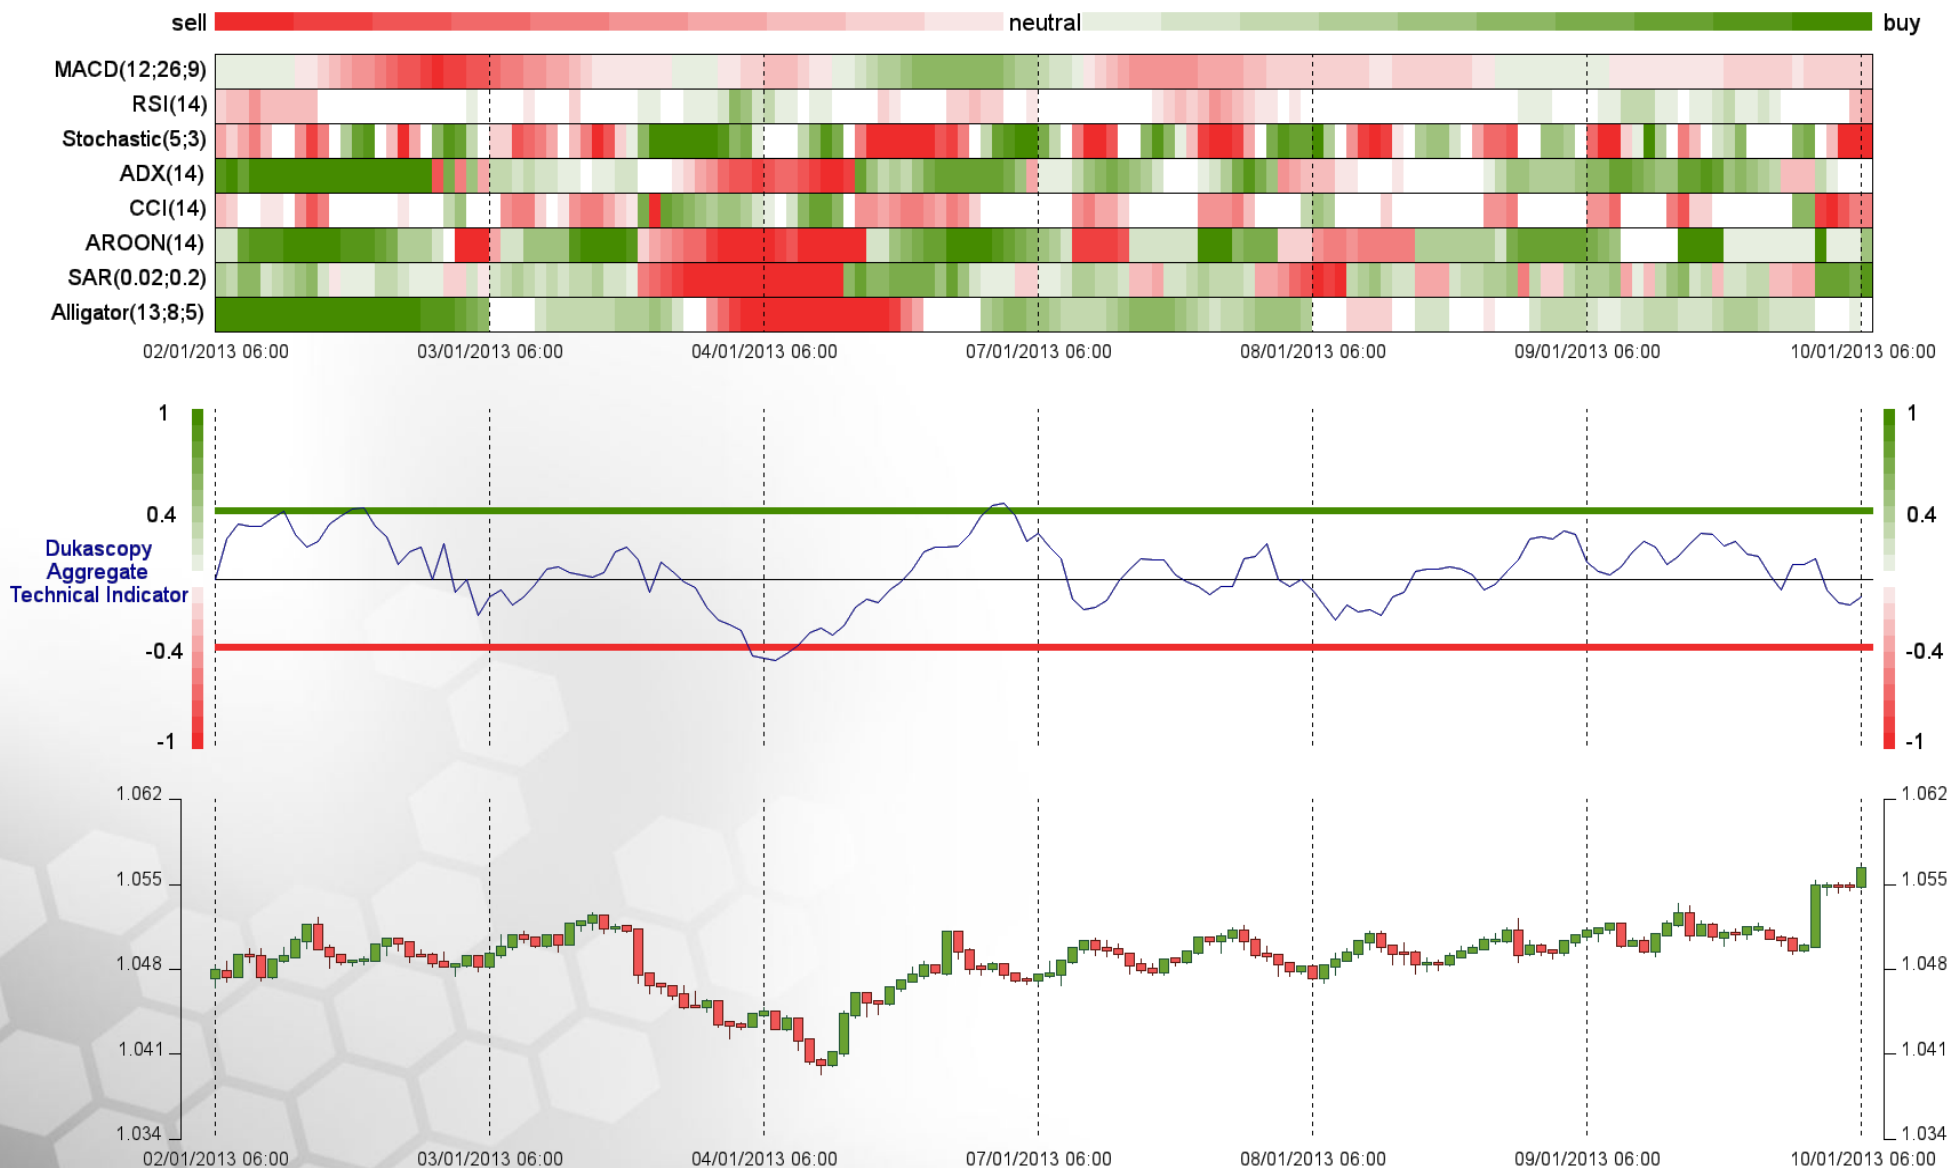 sell neutral buy
MACD(12;26;9)
RSI(14)
Stochastic(5;3)
ADX(14)
CCI(14)
AROON(14)
SAR(0.02;0.2)
Alligator(13;8;5)
02/01/2013 06:00 03/01/2013 06:00 04/01/2013 06:00 07/01/2013 06:00 08/01/2013 06:00 09/01/2013 06:00 10/01/2013 06:00
1 1
0.4 0.4
Dukascopy
Aggregate
Technical Indicator
-0.4 -0.4
-1 -1
1.062 1.062
1.055 1.055
1.048 1.048
1.041 1.041
1.034 1.034
02/01/2013 06:00 03/01/2013 06:00 04/01/2013 06:00 07/01/2013 06:00 08/01/2013 06:00 09/01/2013 06:00 10/01/2013 06:00